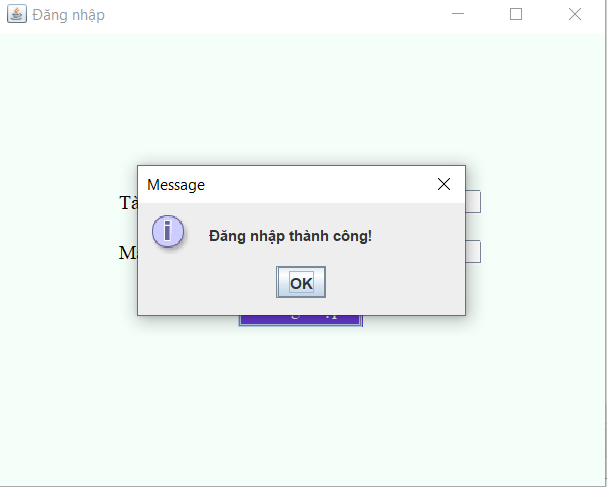 Đăng nhập
Message
Đăng nhập thành công!
OK